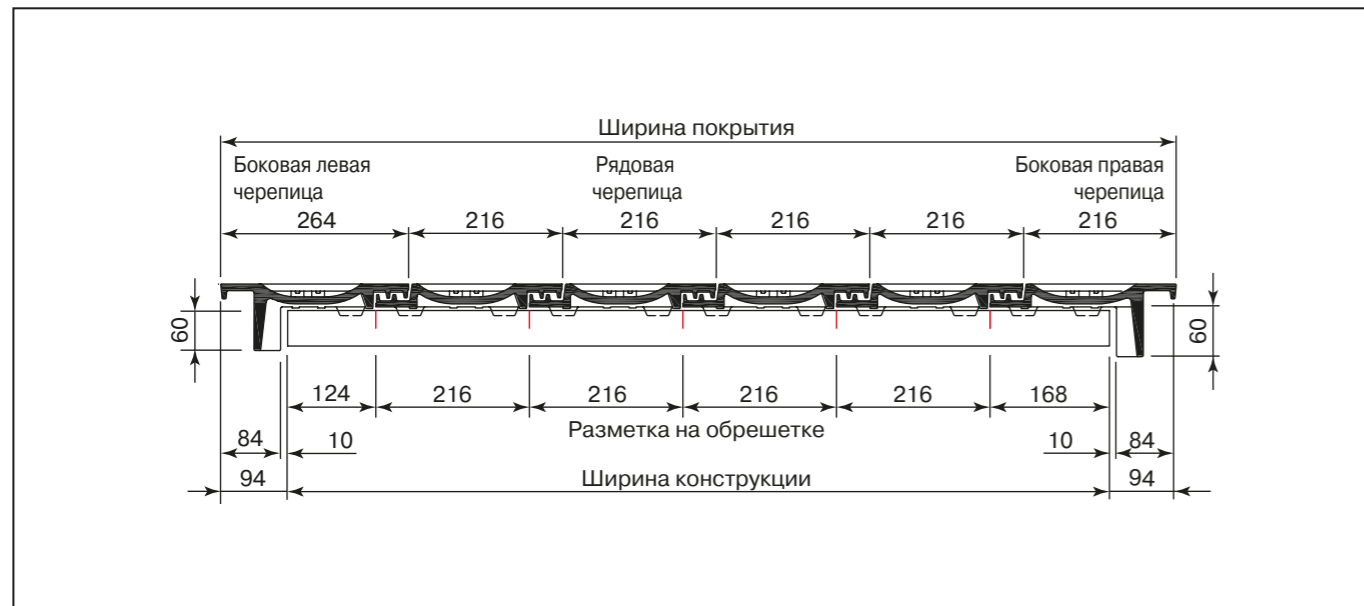 Ширина покрытия
Боковая левая
черепица
Рядовая
черепица
Боковая правая
черепица
264 216 216 216 216 216
60
60
124 216 216 216 216 168
Разметка на обрешетке
84 10 10 84
94 Ширина конструкции 94